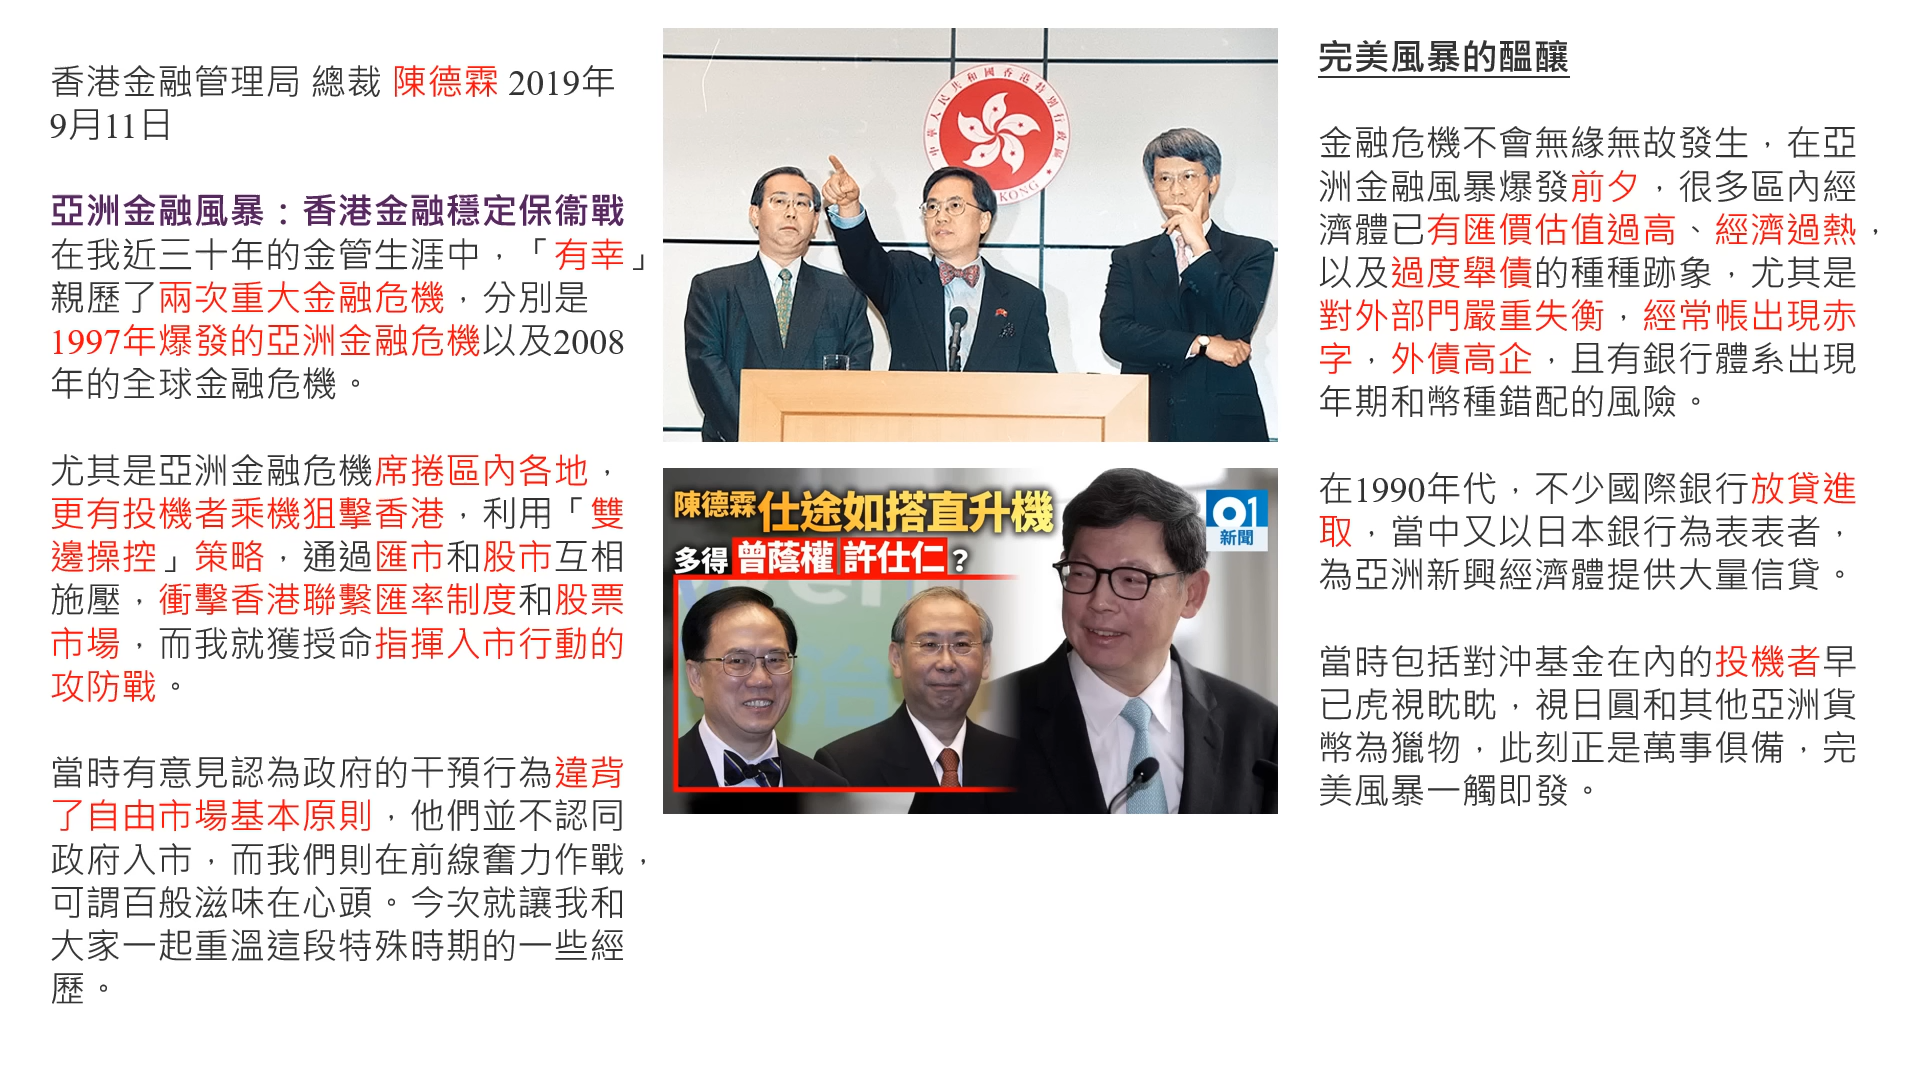 香港金融管理局 總裁 陳德霖 2019年
9月11日
亞洲金融風暴：香港金融穩定保衞戰
在我近三十年的金管生涯中，「有幸」
親歷了兩次重大金融危機，分別是
1997年爆發的亞洲金融危機以及2008
年的全球金融危機。
尤其是亞洲金融危機席捲區內各地，
更有投機者乘機狙擊香港，利用「雙
邊操控」策略，通過匯市和股市互相
施壓，衝擊香港聯繫匯率制度和股票
市場，而我就獲授命指揮入市行動的
攻防戰。
當時有意見認為政府的干預行為違背
了自由市場基本原則，他們並不認同
政府入市，而我們則在前線奮力作戰，
可謂百般滋味在心頭。今次就讓我和
大家一起重溫這段特殊時期的一些經
歷。
中華人民共和國香港特別行政區
HONG KONG
陳德霖仕途如搭直升機
多得曾蔭權許仕仁？
01
新聞
治
完美風暴的醞釀
金融危機不會無緣無故發生，在亞
洲金融風暴爆發前夕，很多區內經
濟體已有匯價估值過高、經濟過熱，
以及過度舉債的種種跡象，尤其是
對外部門嚴重失衡，經常帳出現赤
字，外債高企，且有銀行體系出現
年期和幣種錯配的風險。
在1990年代，不少國際銀行放貸進
取，當中又以日本銀行為表表者，
為亞洲新興經濟體提供大量信貸。
當時包括對沖基金在內的投機者早
已虎視眈眈，視日圓和其他亞洲貨
幣為獵物，此刻正是萬事俱備，完
美風暴一觸即發。